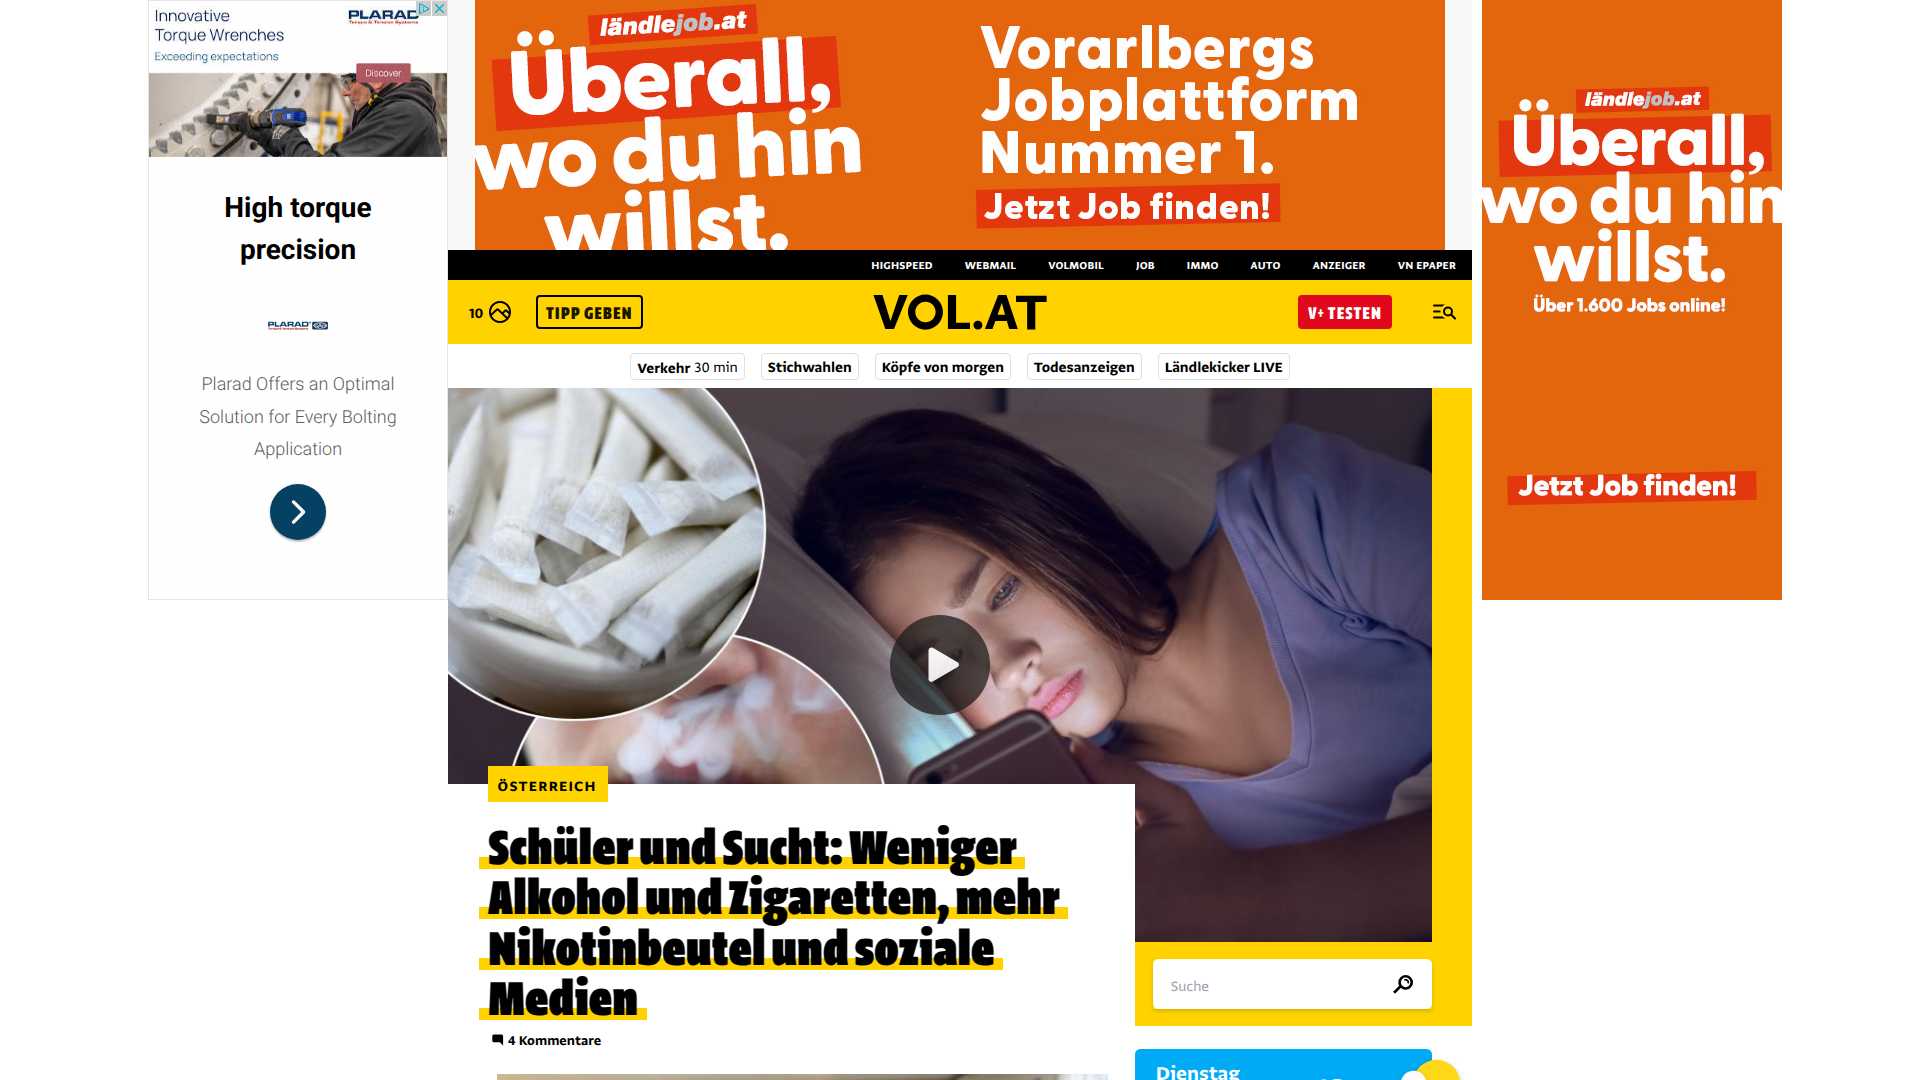 Innovative
Torque Wrenches
Exceeding expectations
PLARAD
Torque & Tension Systems
Discover
High torque
precision
PLARAD
Plarad Offers an Optimal
Solution for Every Bolting
Application
ländlejob.at
Überall,
wo du hin
willst.
Vorarlbergs
Jobplattform
Nummer 1.
Jetzt Job finden!
ländlejob.at
Überall,
wo du hin
willst.
Über 1.600 Jobs online!
Jetzt Job finden!
HIGHSPEED WEBMAIL VOLMOBIL JOB IMMO AUTO ANZEIGER VN EPAPER
10 TIPP GEBEN VOL.AT V+ TESTEN
Verkehr 30 min Stichwahlen Köpfe von morgen Todesanzeigen Ländlekicker LIVE
ÖSTERREICH
Schüler und Sucht: Weniger
Alkohol und Zigaretten, mehr
Nikotinbeutel und soziale
Medien
4 Kommentare
Suche
Dienstag